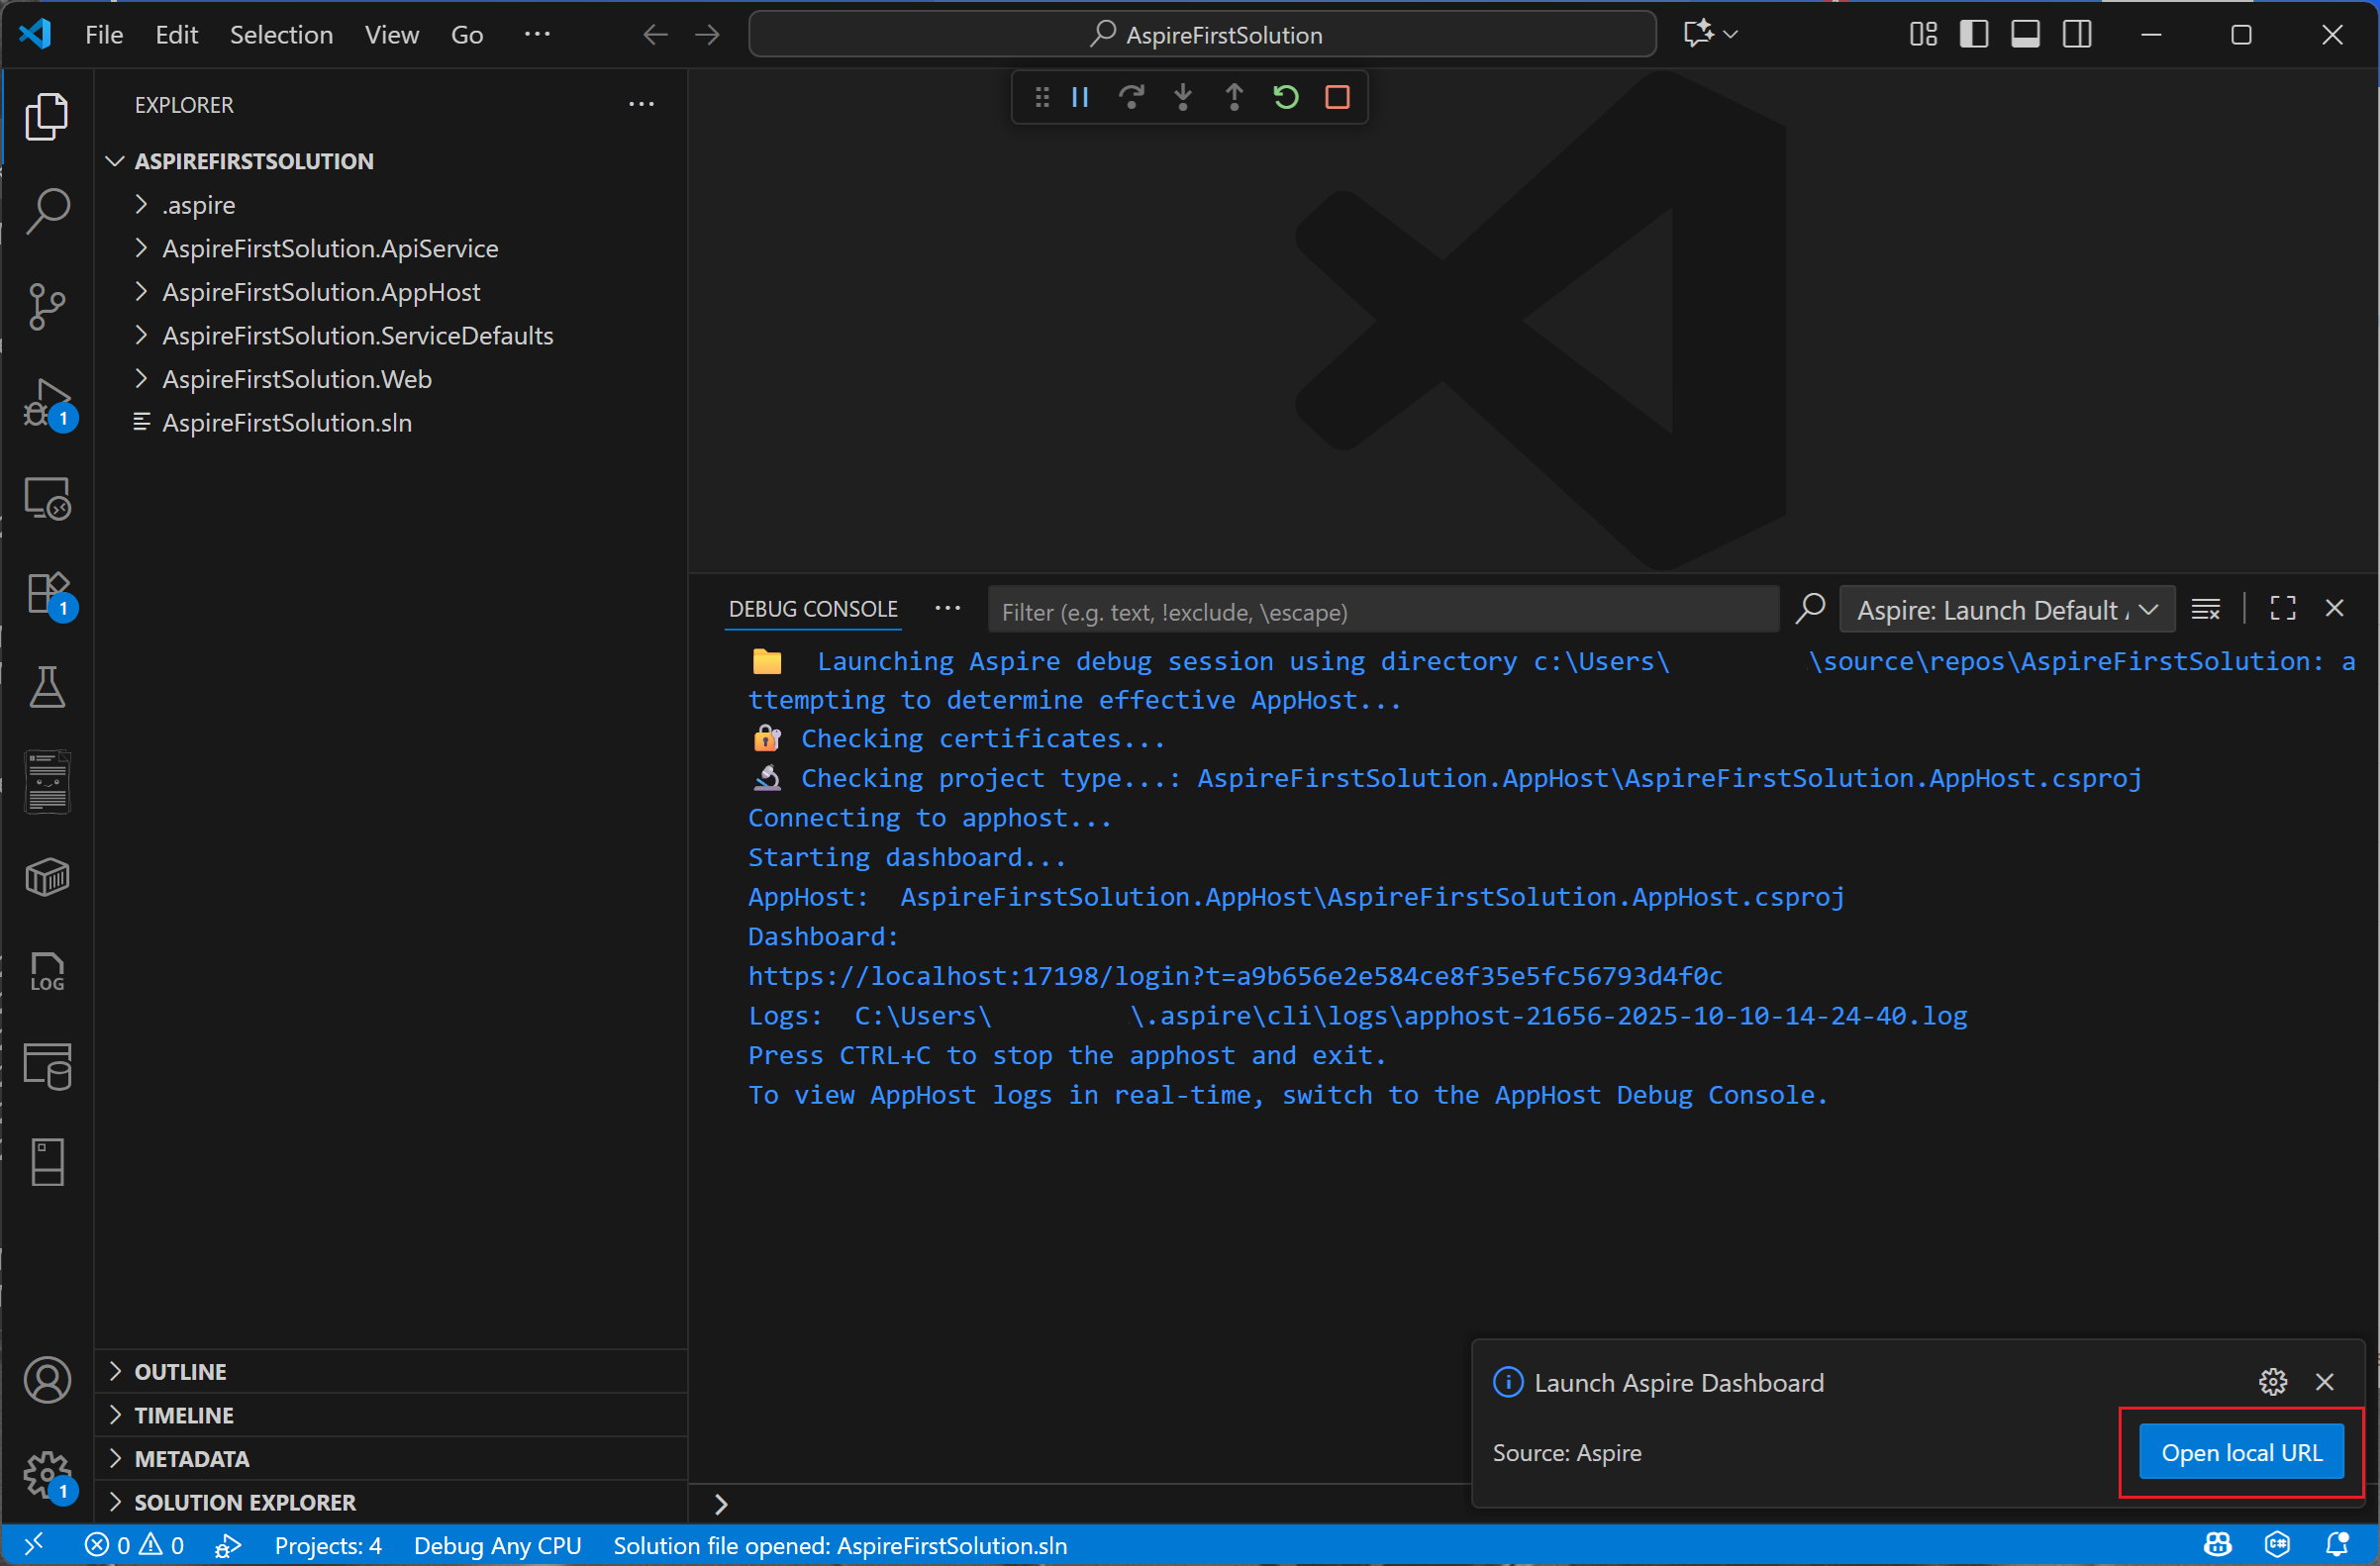 File Edit Selection View Go ...
AspireFirstSolution
EXPLORER
ASPIREFIRSTSOLUTION
.aspire
AspireFirstSolution.ApiService
AspireFirstSolution.AppHost
AspireFirstSolution.ServiceDefaults
AspireFirstSolution.Web
AspireFirstSolution.sln
1
1
LOG
1
OUTLINE
TIMELINE
METADATA
SOLUTION EXPLORER
DEBUG CONSOLE ... Filter (e.g. text, !exclude, \escape) Aspire: Launch Default
Launching Aspire debug session using directory c:\Users\ \source\repos\AspireFirstSolution: a
ttempting to determine effective AppHost...
Checking certificates...
Checking project type...: AspireFirstSolution.AppHost\AspireFirstSolution.AppHost.csproj
Connecting to apphost...
Starting dashboard...
AppHost: AspireFirstSolution.AppHost\AspireFirstSolution.AppHost.csproj
Dashboard:
https://localhost:17198/login?t=a9b656e2e584ce8f35e5fc56793d4f0c
Logs: C:\Users\ \.aspire\cli\logs\apphost-21656-2025-10-10-14-24-40.log
Press CTRL+C to stop the apphost and exit.
To view AppHost logs in real-time, switch to the AppHost Debug Console.
Launch Aspire Dashboard
Source: Aspire
Open local URL
0 0 Projects: 4 Debug Any CPU Solution file opened: AspireFirstSolution.sln